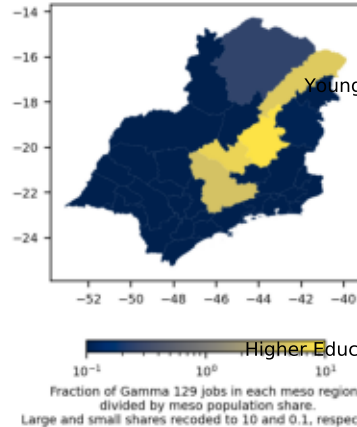 −14
−16
Young
−18
−20
−22
−24
−52 −50 −48 −46 −44 −42 −40
Higher Educ
10⁻¹ 10⁰ 10¹
Fraction of Gamma 129 jobs in each meso region
divided by meso population share.
Large and small shares recoded to 10 and 0.1, respec